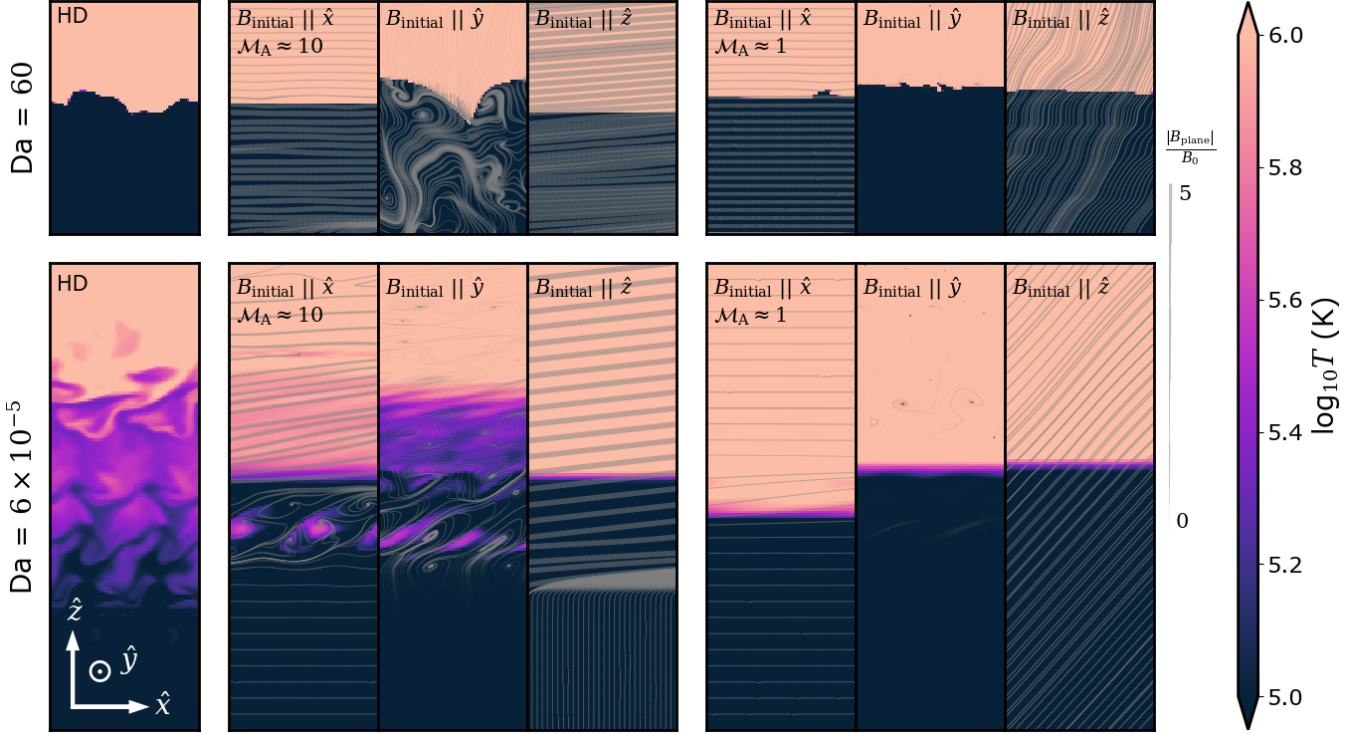 Da = 60
HD
B_initial || x̂
ℳ_A ≈ 10
B_initial || ŷ
B_initial || ẑ
B_initial || x̂
ℳ_A ≈ 1
B_initial || ŷ
B_initial || ẑ
Da = 6 × 10⁻⁵
HD
B_initial || x̂
ℳ_A ≈ 10
B_initial || ŷ
B_initial || ẑ
B_initial || x̂
ℳ_A ≈ 1
B_initial || ŷ
B_initial || ẑ
ẑ
ŷ
x̂
|B_plane|
B₀
5
0
6.0
5.8
5.6
5.4
5.2
5.0
log₁₀T (K)